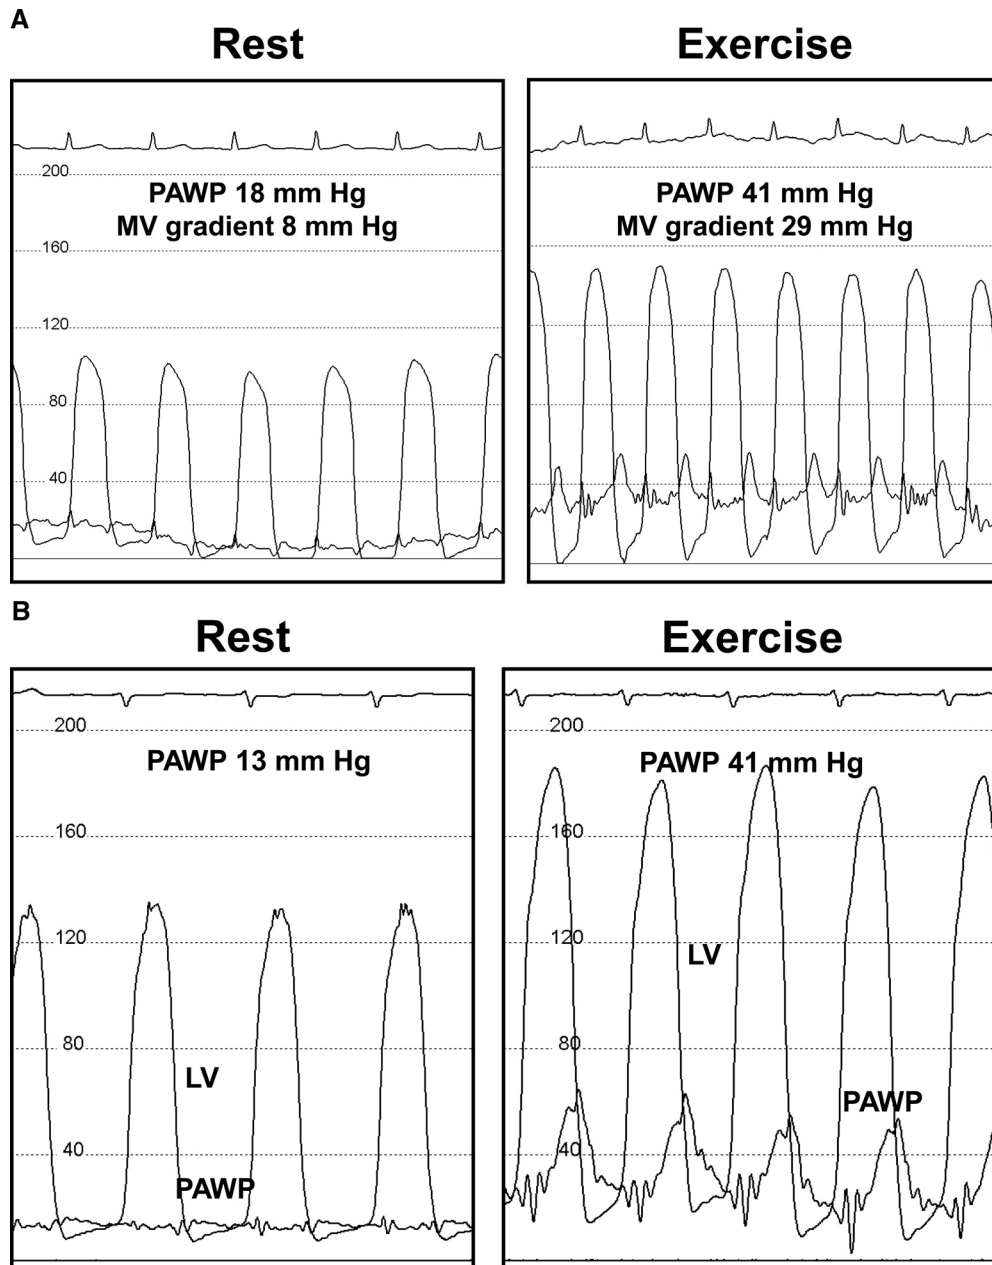 A
Rest
Exercise
200
PAWP 18 mm Hg
MV gradient 8 mm Hg
160
120
80
40
PAWP 41 mm Hg
MV gradient 29 mm Hg
B
Rest
Exercise
200
PAWP 13 mm Hg
160
120
80
LV
40
PAWP
200
PAWP 41 mm Hg
160
120
LV
80
PAWP
40